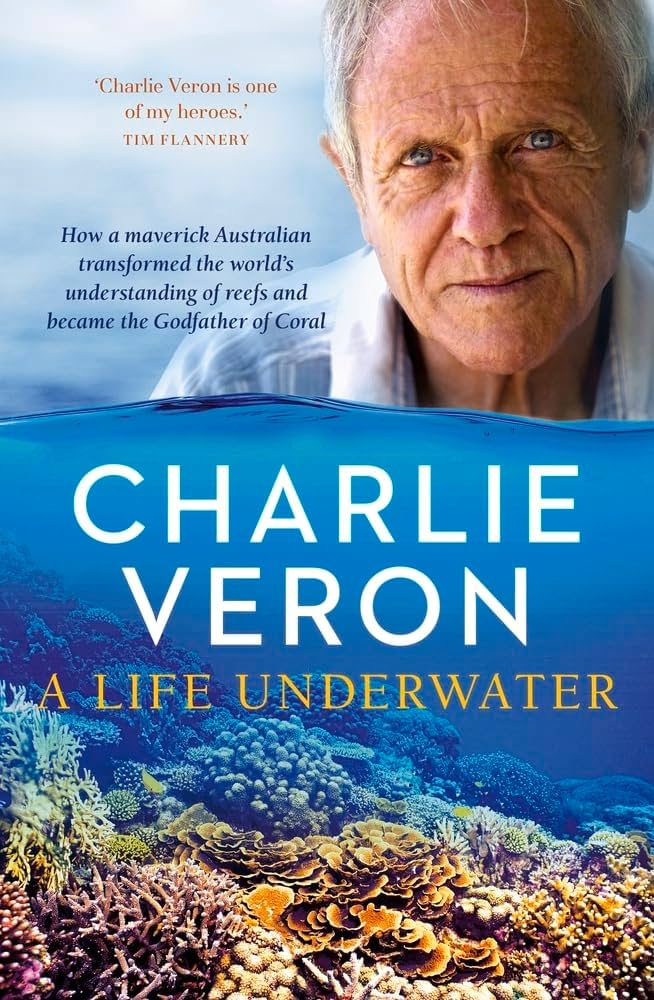 ‘Charlie Veron is one
of my heroes.’
TIM FLANNERY
How a maverick Australian
transformed the world’s
understanding of reefs and
became the Godfather of Coral
CHARLIE
VERON
A LIFE UNDERWATER